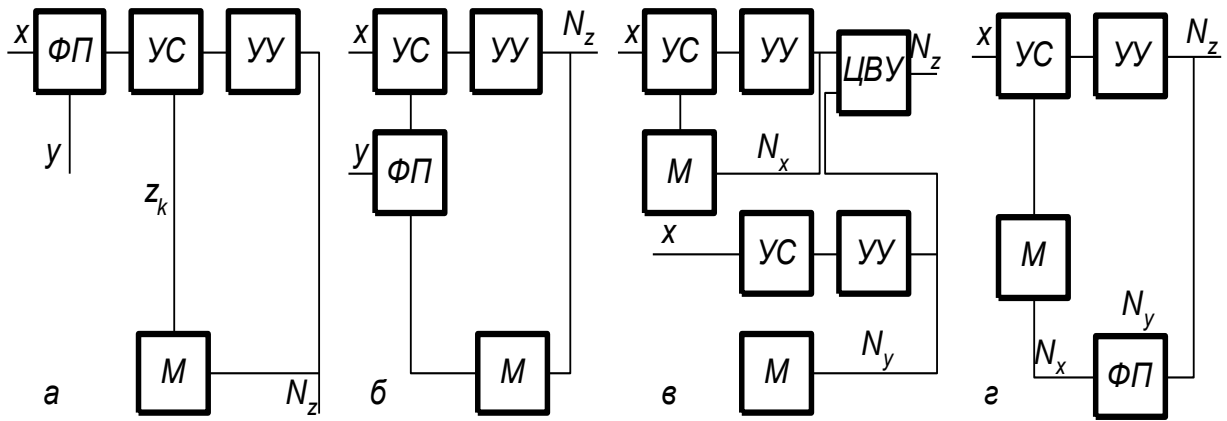 x ФП УС УУ
y
z_k
М
N_z
а
x УС УУ N_z
y ФП
М
б
x УС УУ ЦВУ N_z
М N_x
x УС УУ
М N_y
в
x УС УУ N_z
М
N_y
N_x ФП
г